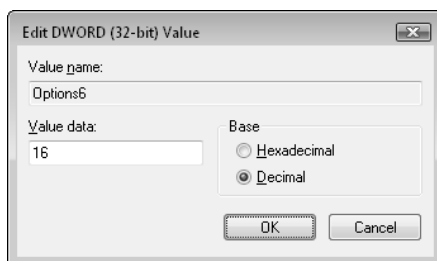 Edit DWORD (32-bit) Value
Value name:
Options6
Value data:
Base
16
Hexadecimal
Decimal
OK
Cancel